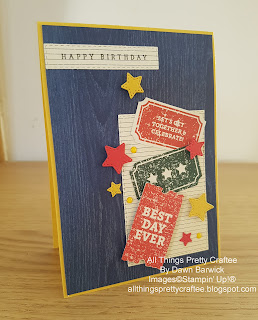 HAPPY BIRTHDAY
LET'S GET
TOGETHER &
CELEBRATE!
BEST
DAY
EVER
All Things Pretty Craftee
By Dawn Barwick
Images©Stampin' Up!®
allthingsprettycraftee.blogspot.com